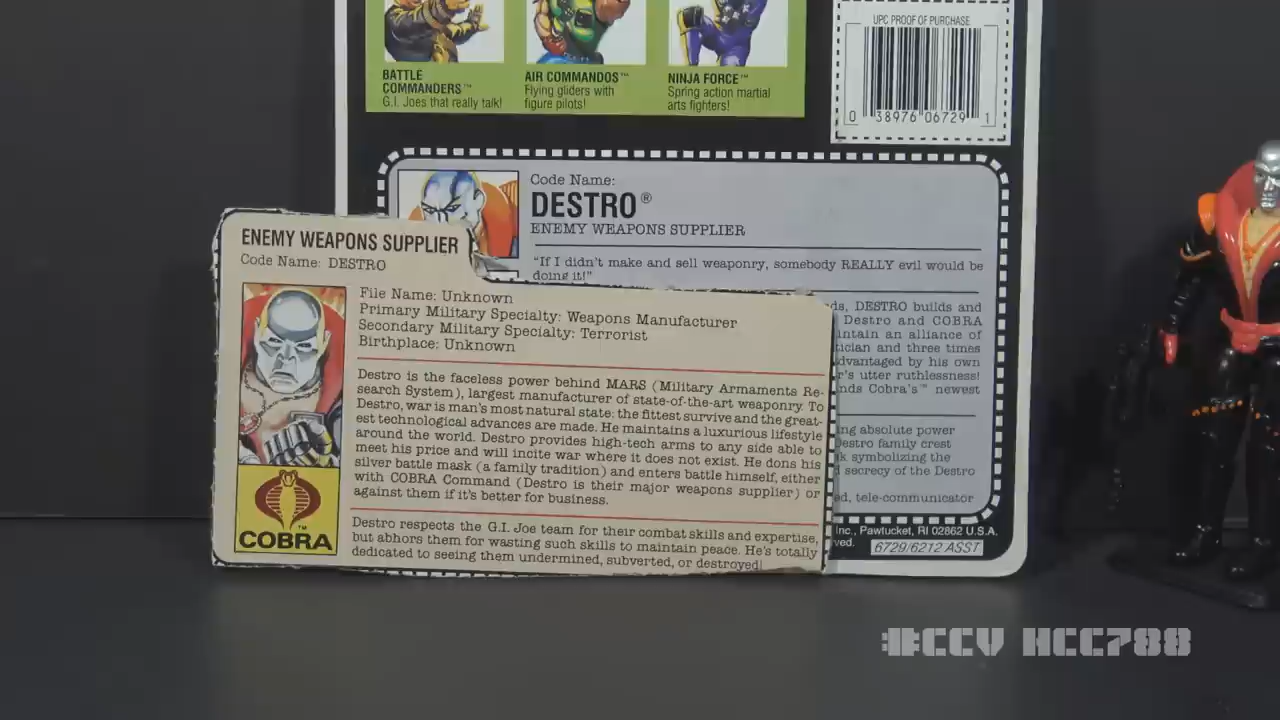 BATTLE
COMMANDERS™
G.I. Joes that really talk!
AIR COMMANDOS™
Flying gliders with
figure pilots!
NINJA FORCE™
Spring action martial
arts fighters!
UPC PROOF OF PURCHASE
0 38976 06729 1
Code Name:
DESTRO®
ENEMY WEAPONS SUPPLIER
"If I didn't make and sell weaponry, somebody REALLY evil would be
doing it!"
DESTRO builds and
Destro and COBRA
an alliance of
and three times
by his own
utter ruthlessness!
Cobra's™ newest
absolute power
Destro family crest
symbolizing the
secrecy of the Destro
tele-communicator
Inc., Pawtucket, RI 02862 U.S.A.
6729/6212 ASST
ENEMY WEAPONS SUPPLIER
Code Name: DESTRO
File Name: Unknown
Primary Military Specialty: Weapons Manufacturer
Secondary Military Specialty: Terrorist
Birthplace: Unknown
Destro is the faceless power behind MARS (Military Armaments Re-
search System), largest manufacturer of state-of-the-art weaponry. To
Destro, war is man's most natural state: the fittest survive and the great-
est technological advances are made. He maintains a luxurious lifestyle
around the world. Destro provides high-tech arms to any side able to
meet his price and will incite war where it does not exist. He dons his
silver battle mask (a family tradition) and enters battle himself, either
with COBRA Command (Destro is their major weapons supplier) or
against them if it's better for business.
Destro respects the G.I. Joe team for their combat skills and expertise,
but abhors them for wasting such skills to maintain peace. He's totally
dedicated to seeing them undermined, subverted, or destroyed
™
COBRA
#CCV HCC788